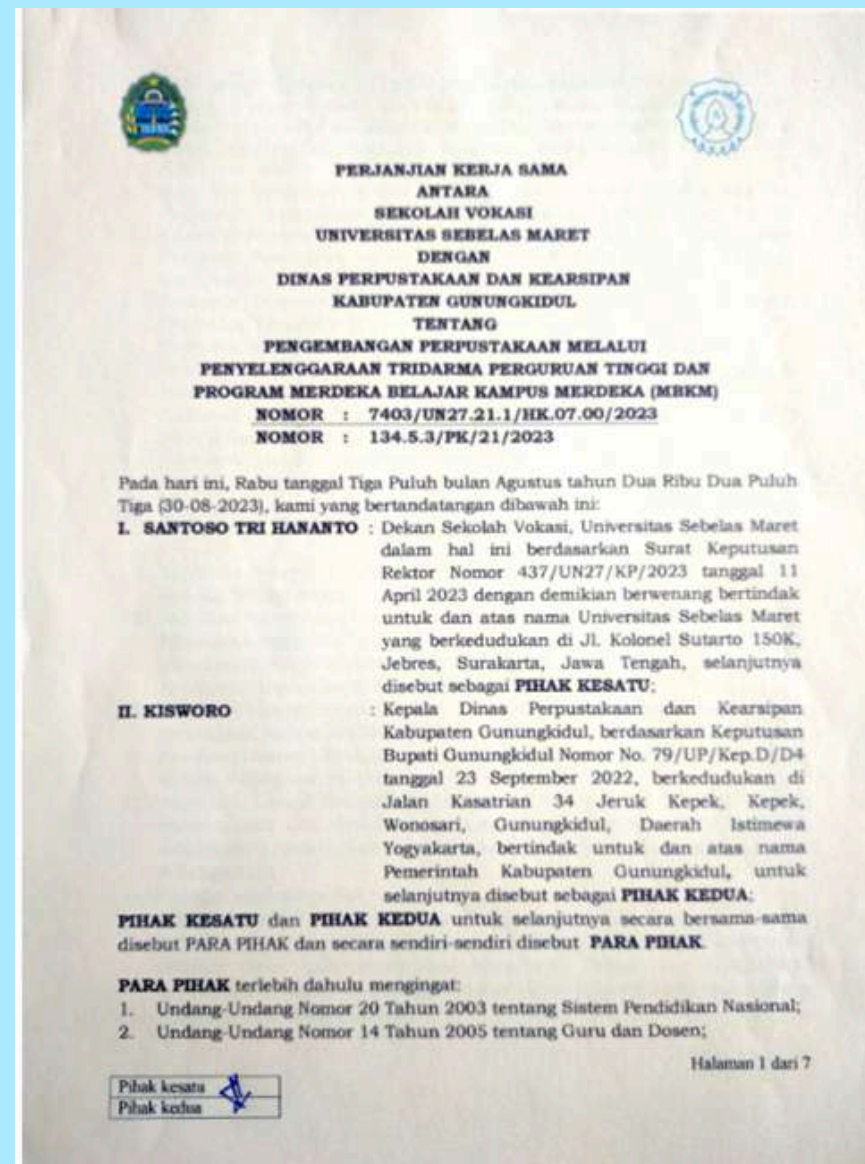 PERJANJIAN KERJA SAMA
ANTARA
SEKOLAH VOKASI
UNIVERSITAS SEBELAS MARET
DENGAN
DINAS PERPUSTAKAAN DAN KEARSIPAN
KABUPATEN GUNUNGKIDUL
TENTANG
PENGEMBANGAN PERPUSTAKAAN MELALUI
PENYELENGGARAAN TRIDARMA PERGURUAN TINGGI DAN
PROGRAM MERDEKA BELAJAR KAMPUS MERDEKA (MBKM)
NOMOR : 7403/UN27.21.1/HK.07.00/2023
NOMOR : 134.5.3/PK/21/2023
Pada hari ini, Rabu tanggal Tiga Puluh bulan Agustus tahun Dua Ribu Dua Puluh
Tiga (30-08-2023), kami yang bertandatangan dibawah ini:
I. SANTOSO TRI HANANTO : Dekan Sekolah Vokasi, Universitas Sebelas Maret
dalam hal ini berdasarkan Surat Keputusan
Rektor Nomor 437/UN27/KP/2023 tanggal 11
April 2023 dengan demikian berwenang bertindak
untuk dan atas nama Universitas Sebelas Maret
yang berkedudukan di Jl. Kolonel Sutarto 150K,
Jebres, Surakarta, Jawa Tengah, selanjutnya
disebut sebagai PIHAK KESATU;
II. KISWORO : Kepala Dinas Perpustakaan dan Kearsipan
Kabupaten Gunungkidul, berdasarkan Keputusan
Bupati Gunungkidul Nomor No. 79/UP/Kep.D/D4
tanggal 23 September 2022, berkedudukan di
Jalan Kasatrian 34 Jeruk Kepek, Kepek,
Wonosari, Gunungkidul, Daerah Istimewa
Yogyakarta, bertindak untuk dan atas nama
Pemerintah Kabupaten Gunungkidul, untuk
selanjutnya disebut sebagai PIHAK KEDUA;
PIHAK KESATU dan PIHAK KEDUA untuk selanjutnya secara bersama-sama
disebut PARA PIHAK dan secara sendiri-sendiri disebut PARA PIHAK.
PARA PIHAK terlebih dahulu mengingat:
1. Undang-Undang Nomor 20 Tahun 2003 tentang Sistem Pendidikan Nasional;
2. Undang-Undang Nomor 14 Tahun 2005 tentang Guru dan Dosen;
Halaman 1 dari 7
Pihak kesatu
Pihak kedua